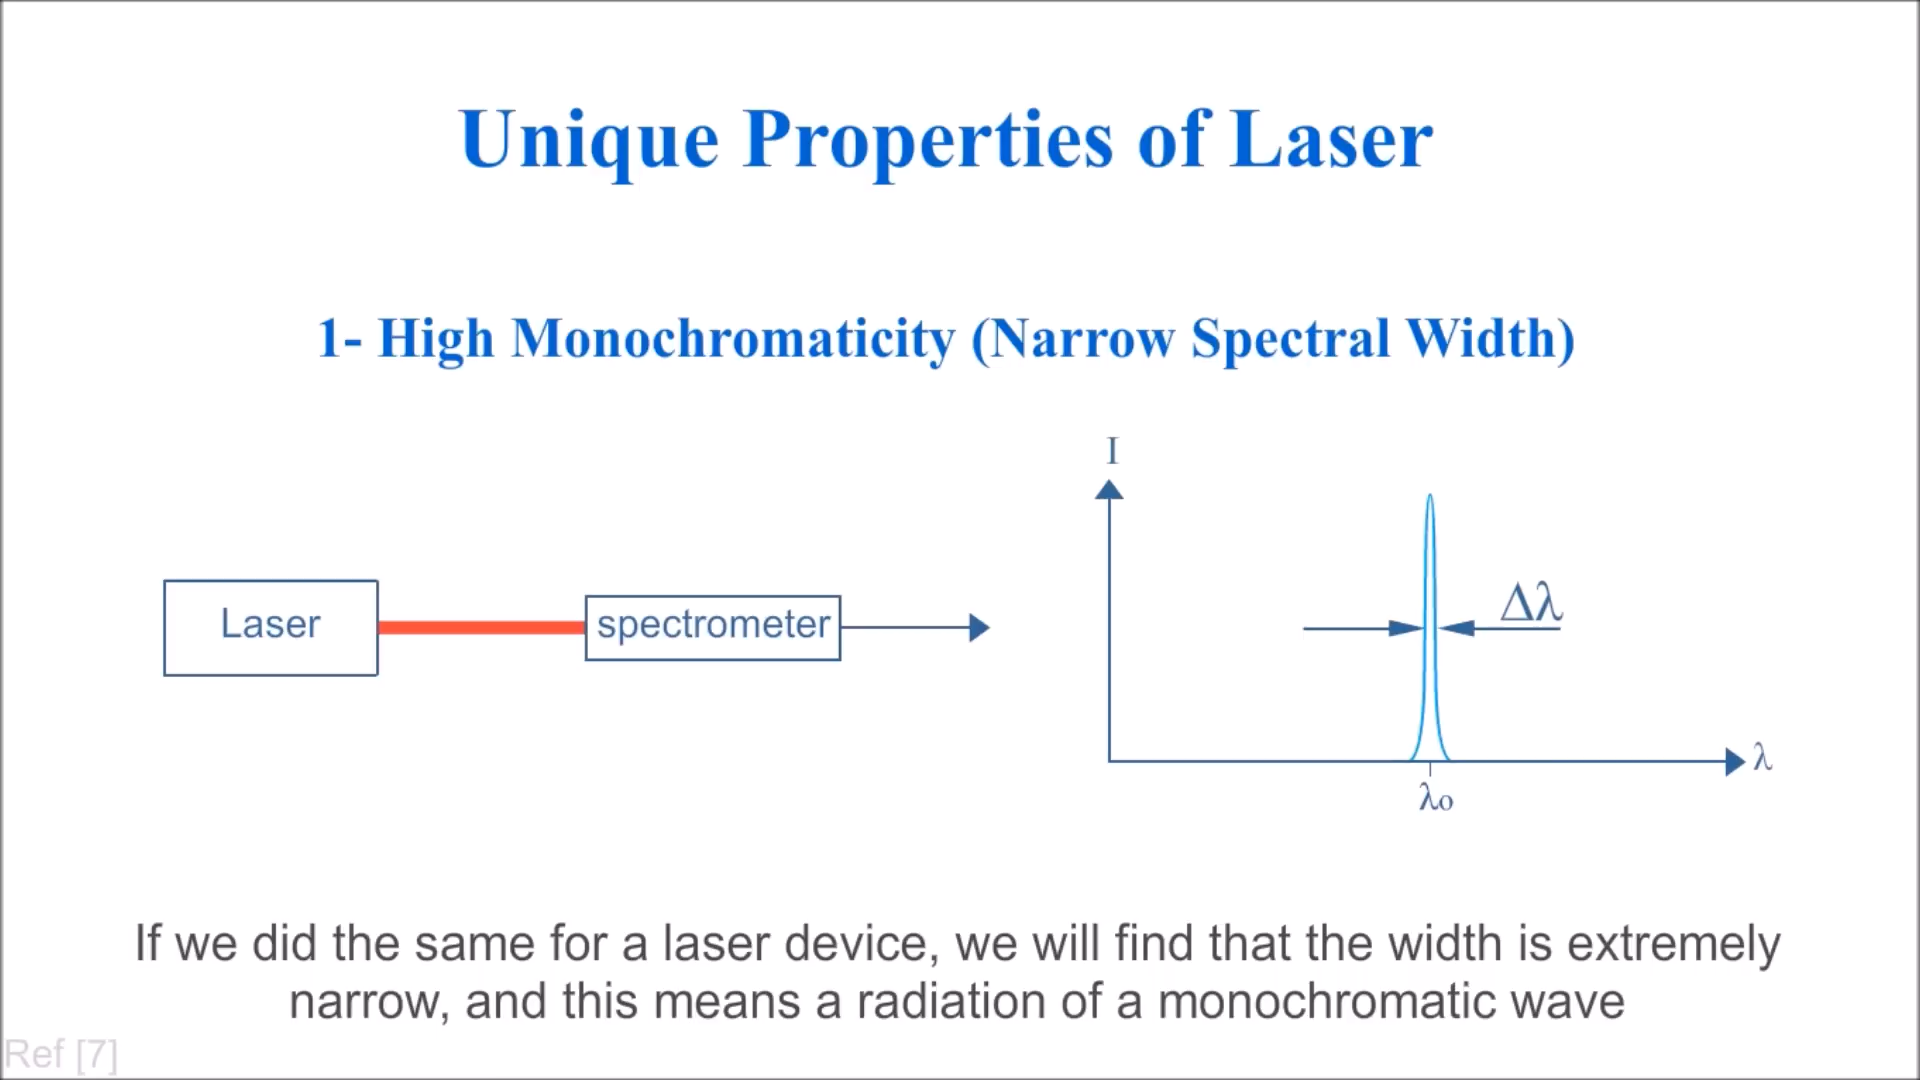 Unique Properties of Laser
1- High Monochromaticity (Narrow Spectral Width)
I
Laser
spectrometer
Δλ
λ
λo
If we did the same for a laser device, we will find that the width is extremely
narrow, and this means a radiation of a monochromatic wave
Ref [7]